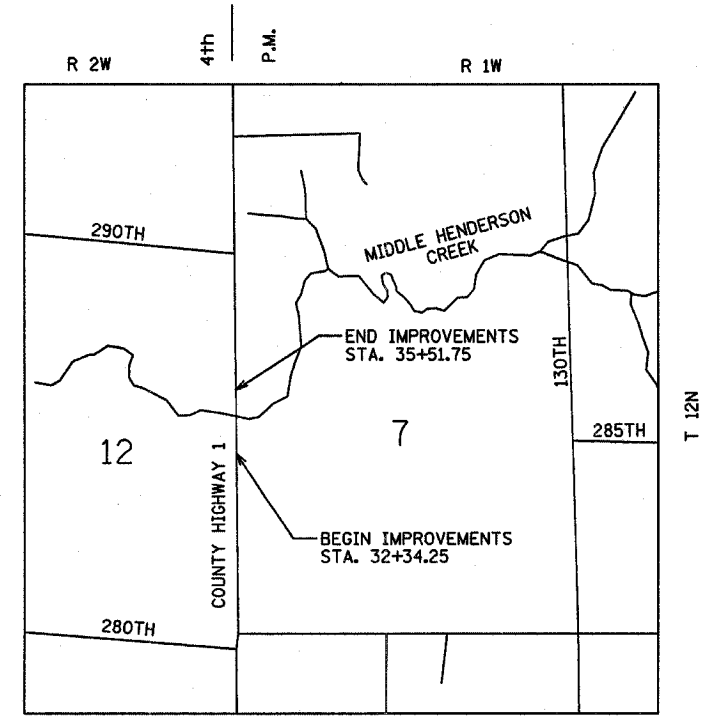 4th
P.M.
R 2W
R 1W
290TH
MIDDLE HENDERSON
CREEK
END IMPROVEMENTS
STA. 35+51.75
130TH
T 12N
285TH
7
12
COUNTY HIGHWAY 1
BEGIN IMPROVEMENTS
STA. 32+34.25
280TH